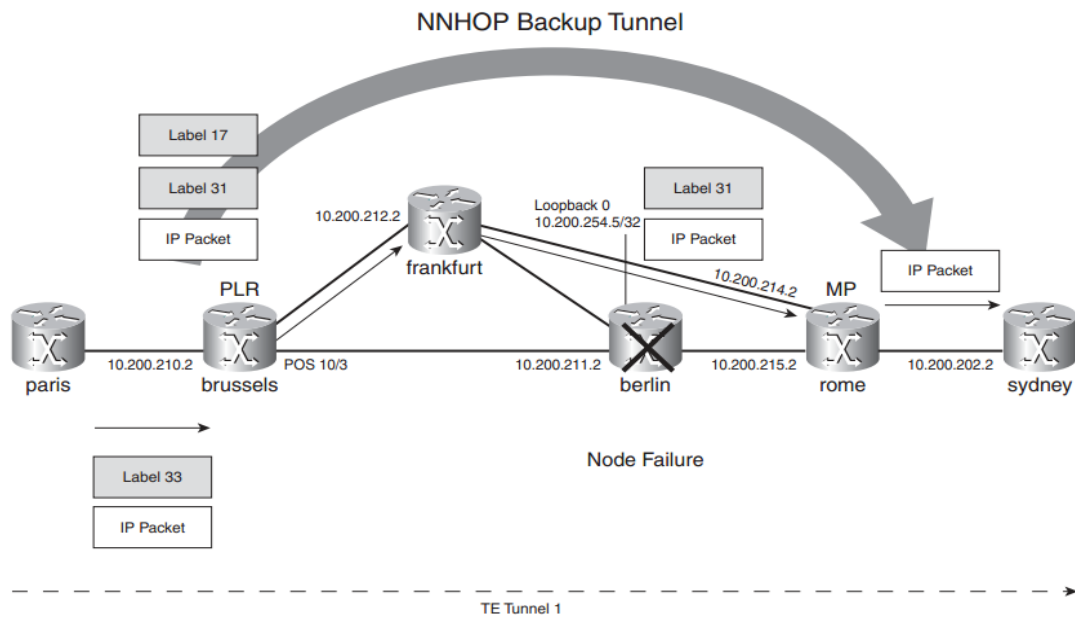 NNHOP Backup Tunnel
Label 17
Label 31
IP Packet
Label 31
IP Packet
Loopback 0
10.200.254.5/32
10.200.212.2
frankfurt
IP Packet
10.200.214.2
PLR
MP
10.200.210.2
POS 10/3
10.200.211.2
10.200.215.2
10.200.202.2
paris
brussels
berlin
rome
sydney
Node Failure
Label 33
IP Packet
TE Tunnel 1